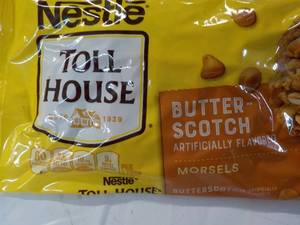 Nestlé
TOLL
HOUSE
1939
BUTTER-
SCOTCH
ARTIFICIALLY FLAVORED
MORSELS
Nestlé
TOLL HOUSE